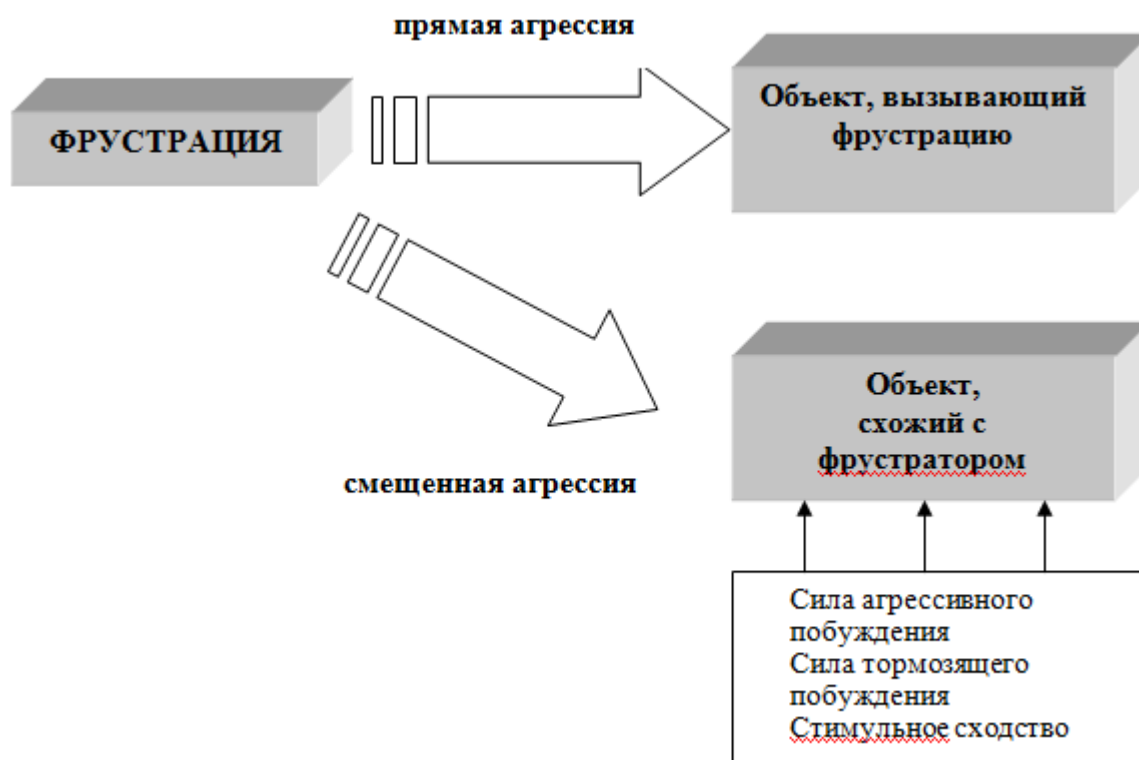 прямая агрессия
ФРУСТРАЦИЯ
Объект, вызывающий
фрустрацию
смещенная агрессия
Объект,
схожий с
фрустратором
Сила агрессивного
побуждения
Сила тормозящего
побуждения
Стимульное сходство